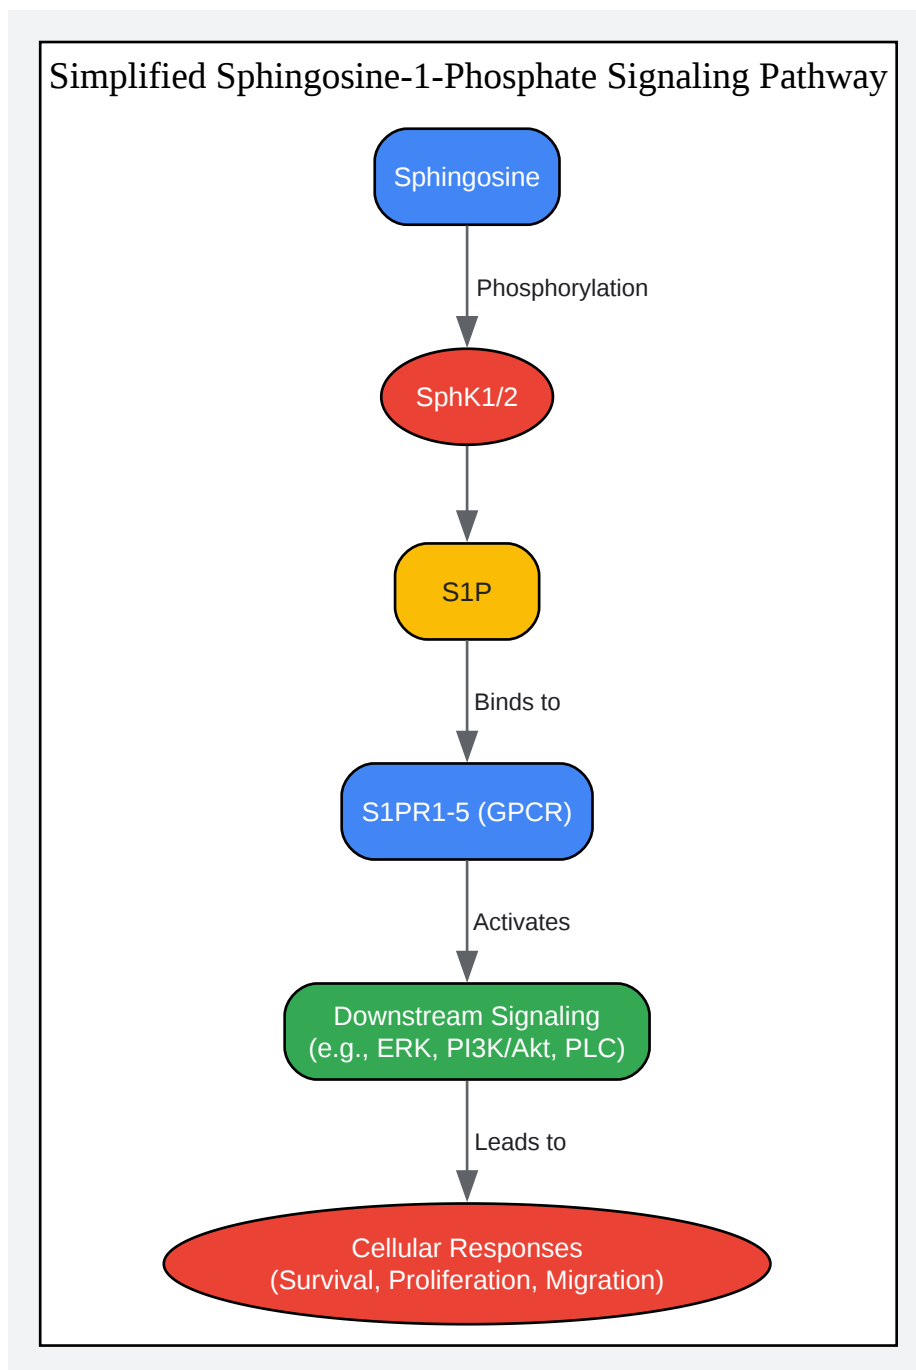 Simplified Sphingosine-1-Phosphate Signaling Pathway
Sphingosine
Phosphorylation
SphK1/2
S1P
Binds to
S1PR1-5 (GPCR)
Activates
Downstream Signaling
(e.g., ERK, PI3K/Akt, PLC)
Leads to
Cellular Responses
(Survival, Proliferation, Migration)